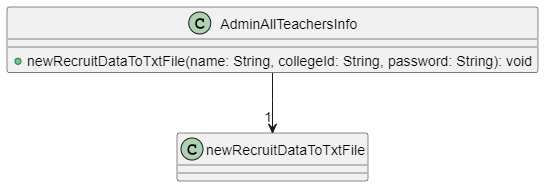 C AdminAllTeachersInfo
newRecruitDataToTxtFile(name: String, collegeId: String, password: String): void
1
C newRecruitDataToTxtFile